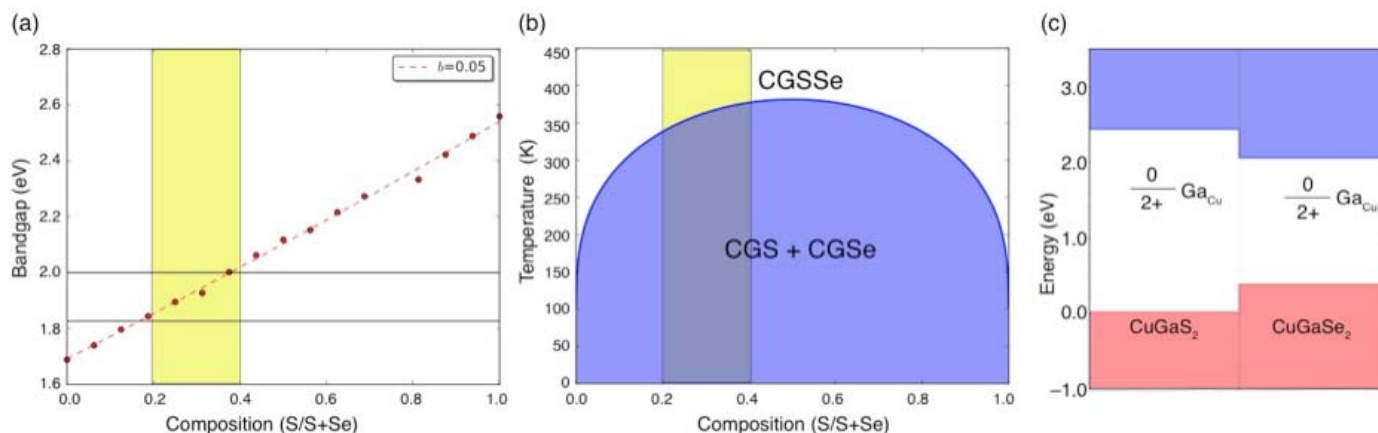 (a)
2.8
2.6
2.4
2.2
2.0
1.8
1.6
Bandgap (eV)
b=0.05
0.0 0.2 0.4 0.6 0.8 1.0
Composition (S/S+Se)
(b)
450
400
350
300
250
200
150
100
50
0
Temperature (K)
CGSSe
CGS + CGSe
0.0 0.2 0.4 0.6 0.8 1.0
Composition (S/S+Se)
(c)
3.0
2.0
1.0
0.0
−1.0
Energy (eV)
0
2+
Ga_Cu
0
2+
Ga_Cu
CuGaS₂
CuGaSe₂